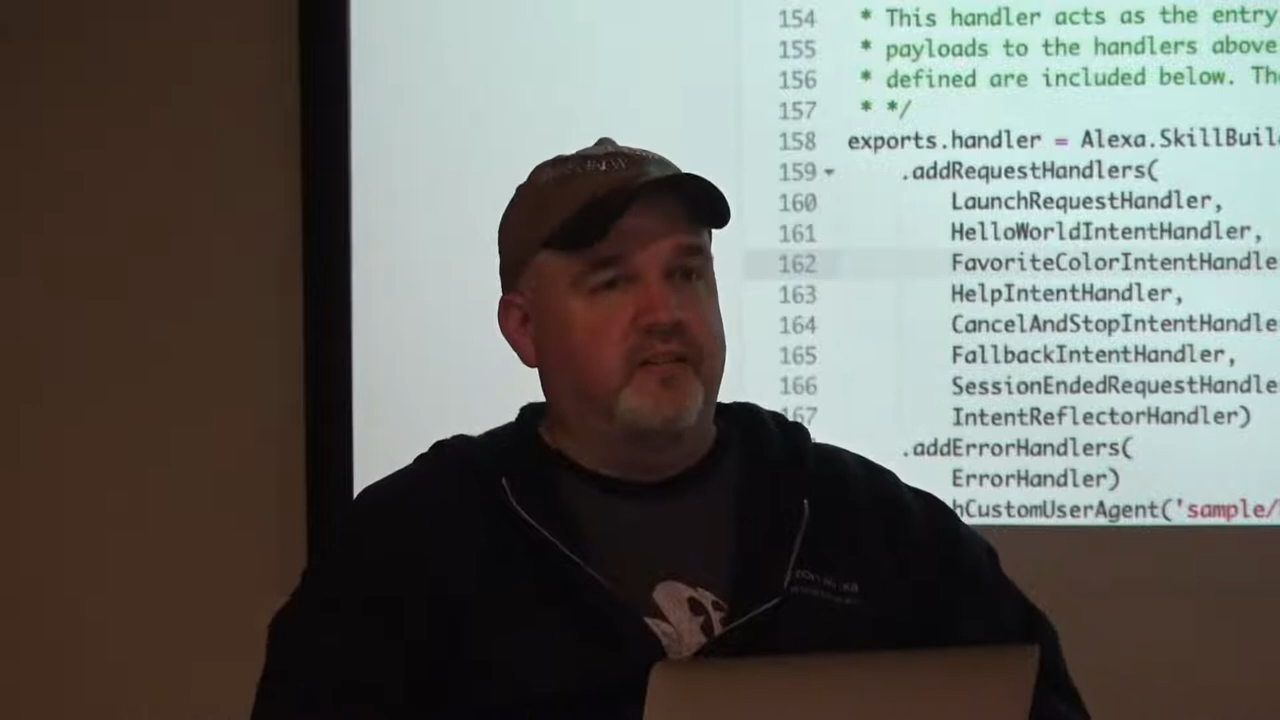 154 * This handler acts as the entry
155 * payloads to the handlers above
156 * defined are included below. The
157 * */
158 exports.handler = Alexa.SkillBuil
159 .addRequestHandlers(
160 LaunchRequestHandler,
161 HelloWorldIntentHandler,
162 FavoriteColorIntentHandle
163 HelpIntentHandler,
164 CancelAndStopIntentHandle
165 FallbackIntentHandler,
166 SessionEndedRequestHandle
167 IntentReflectorHandler)
.addErrorHandlers(
ErrorHandler)
hCustomUserAgent('sample/